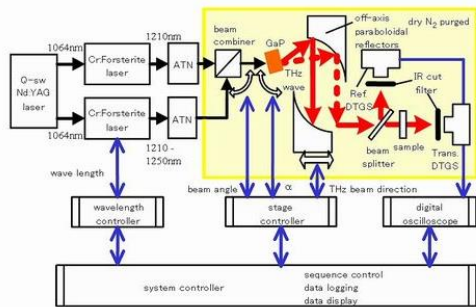 1064nm
1210nm
Q-sw
Nd:YAG
laser
Cr:Forsterite
laser
ATN
beam
combiner
GaP
THz
wave
off-axis
paraboloidal
reflectors
dry N2 purged
Ref.
DTGS
IR cut
filter
1064nm
Cr:Forsterite
laser
ATN
1210 -
1250nm
beam
splitter
sample
Trans.
DTGS
wave length
beam angle
α
THz beam direction
wavelength
controller
stage
controller
digital
oscilloscope
system controller
sequence control
data logging
data display